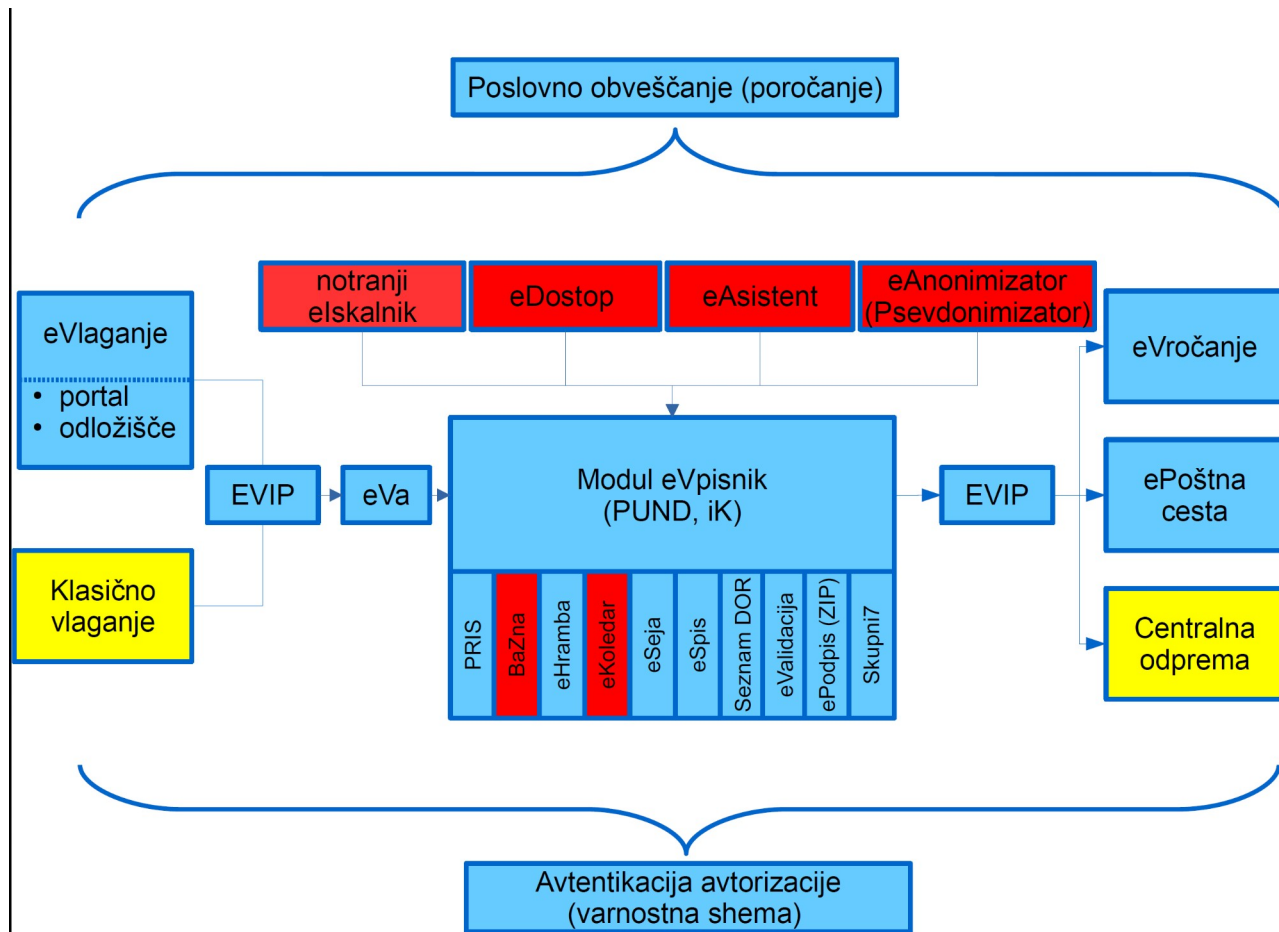 Poslovno obveščanje (poročanje)
notranji
eIskalnik
eDostop
eAsistent
eAnonimizator
(Psevdonimizator)
eVlaganje
• portal
• odložišče
Klasično
vlaganje
EVIP
eVa
Modul eVpisnik
(PUND, iK)
PRIS
BaZna
eHramba
eKoledar
eSeja
eSpis
Seznam DOR
eValidacija
ePodpis (ZIP)
Skupni7
EVIP
eVročanje
ePoštna
cesta
Centralna
odprema
Avtentikacija avtorizacije
(varnostna shema)